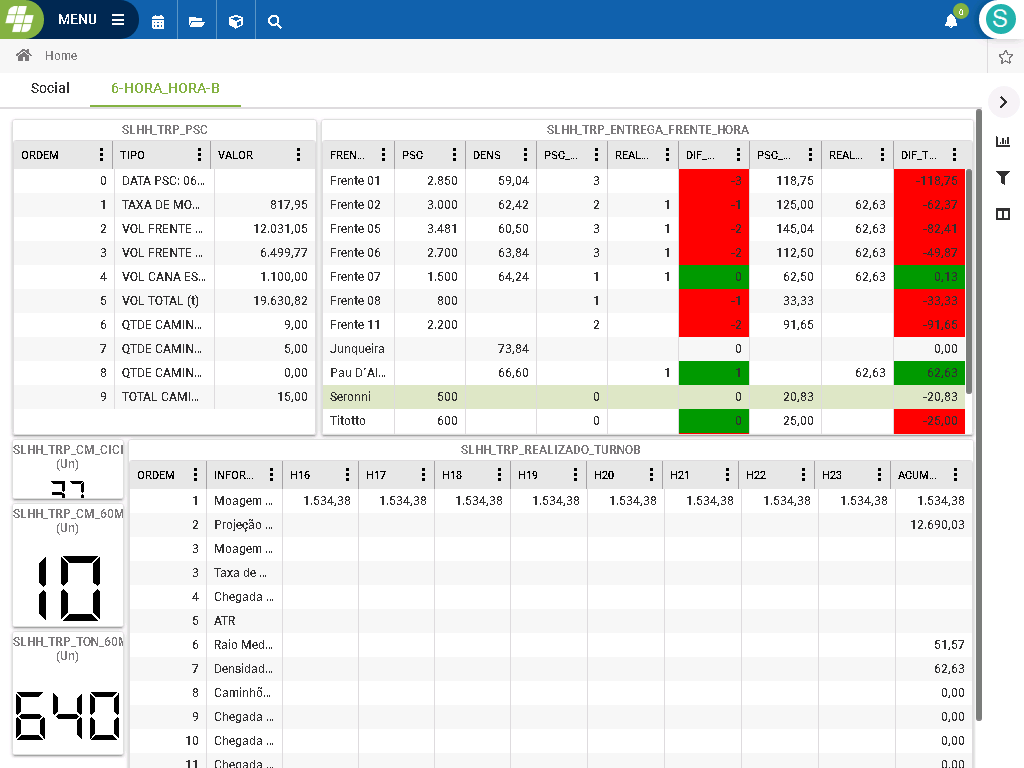 MENU
0
S
Home
Social 6-HORA_HORA-B
SLHH_TRP_PSC
ORDEM TIPO VALOR
0 DATA PSC: 06...
1 TAXA DE MO... 817,95
2 VOL FRENTE ... 12.031,05
3 VOL FRENTE ... 6.499,77
4 VOL CANA ES... 1.100,00
5 VOL TOTAL (t) 19.630,82
6 QTDE CAMIN... 9,00
7 QTDE CAMIN... 5,00
8 QTDE CAMIN... 0,00
9 TOTAL CAMI... 15,00
SLHH_TRP_ENTREGA_FRENTE_HORA
FREN... PSC DENS PSC_... REAL... DIF_... PSC_... REAL... DIF_T...
Frente 01 2.850 59,04 3 -3 118,75 -118,75
Frente 02 3.000 62,42 2 1 -1 125,00 62,63 -62,37
Frente 05 3.481 60,50 3 1 -2 145,04 62,63 -82,41
Frente 06 2.700 63,84 3 1 -2 112,50 62,63 -49,87
Frente 07 1.500 64,24 1 1 0 62,50 62,63 0,13
Frente 08 800 1 -1 33,33 -33,33
Frente 11 2.200 2 -2 91,65 -91,65
Junqueira 73,84 0 0,00
Pau D´Al... 66,60 1 1 62,63 62,63
Seronni 500 0 0 20,83 -20,83
Titotto 600 0 0 25,00 -25,00
SLHH_TRP_CM_CICL
(Un)
37
SLHH_TRP_CM_60M
(Un)
10
SLHH_TRP_TON_60M
(Un)
640
SLHH_TRP_REALIZADO_TURNOB
ORDEM INFOR... H16 H17 H18 H19 H20 H21 H22 H23 ACUM...
1 Moagem ... 1.534,38 1.534,38 1.534,38 1.534,38 1.534,38 1.534,38 1.534,38 1.534,38 1.534,38
2 Projeção ... 12.690,03
3 Moagem ...
3 Taxa de ...
4 Chegada ...
5 ATR
6 Raio Med... 51,57
7 Densidad... 62,63
8 Caminhõ... 0,00
9 Chegada ... 0,00
10 Chegada ... 0,00
11 Chegada ... 0,00